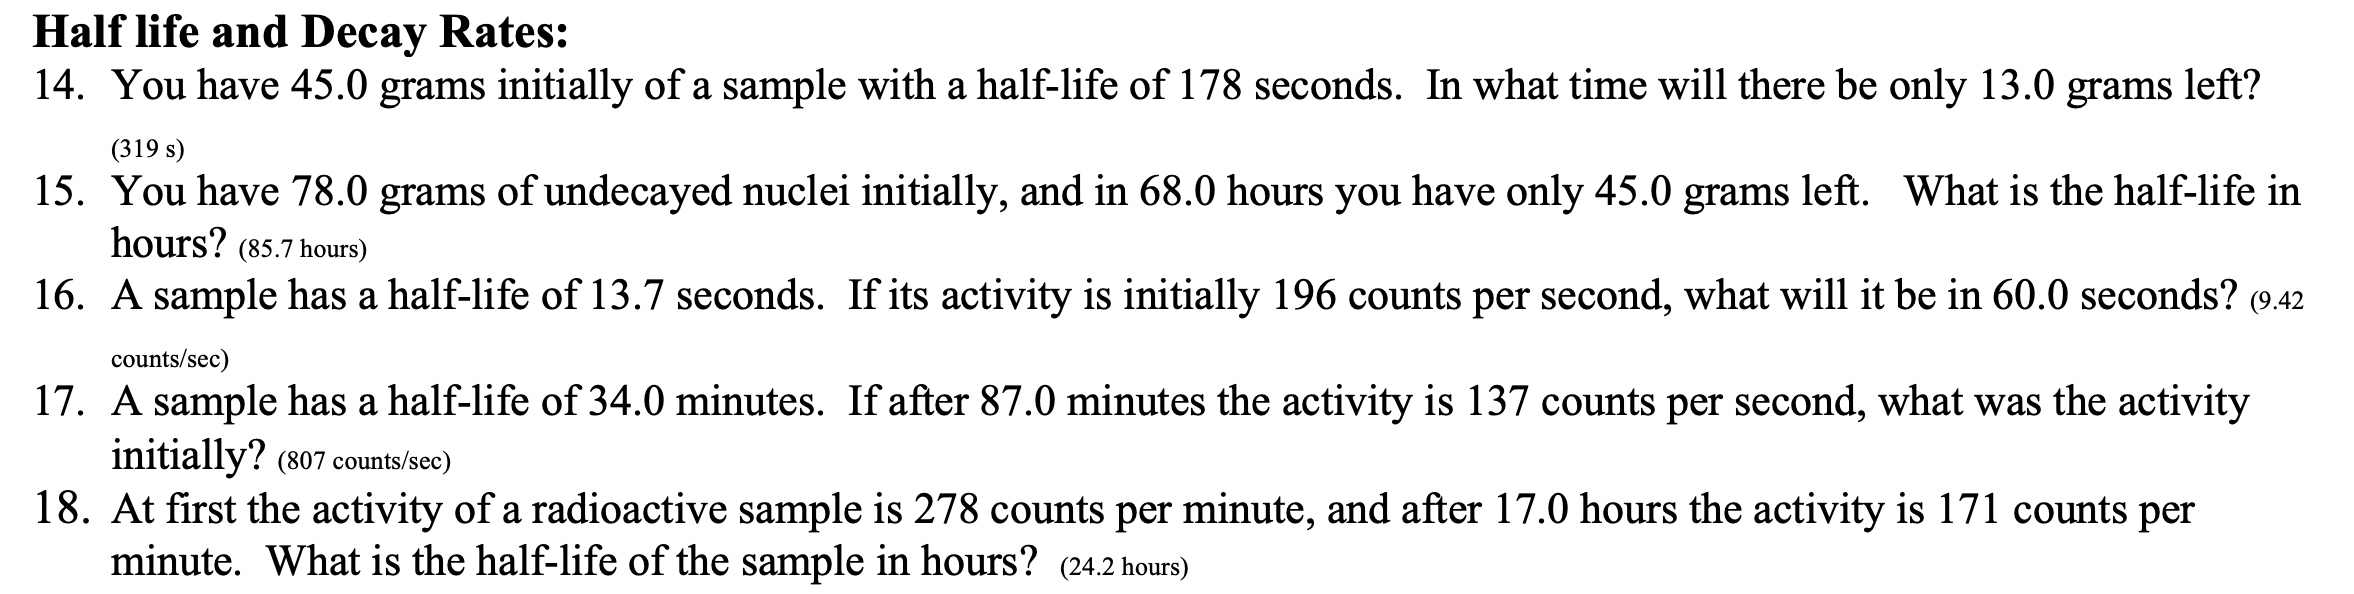 Half life and Decay Rates:
14. You have 45.0 grams initially of a sample with a half-life of 178 seconds. In what time will there be only 13.0 grams left?
(319 s)
15. You have 78.0 grams of undecayed nuclei initially, and in 68.0 hours you have only 45.0 grams left. What is the half-life in
hours? (85.7 hours)
16. A sample has a half-life of 13.7 seconds. If its activity is initially 196 counts per second, what will it be in 60.0 seconds? (9.42
counts/sec)
17. A sample has a half-life of 34.0 minutes. If after 87.0 minutes the activity is 137 counts per second, what was the activity
initially? (807 counts/sec)
18. At first the activity of a radioactive sample is 278 counts per minute, and after 17.0 hours the activity is 171 counts per
minute. What is the half-life of the sample in hours? (24.2 hours)